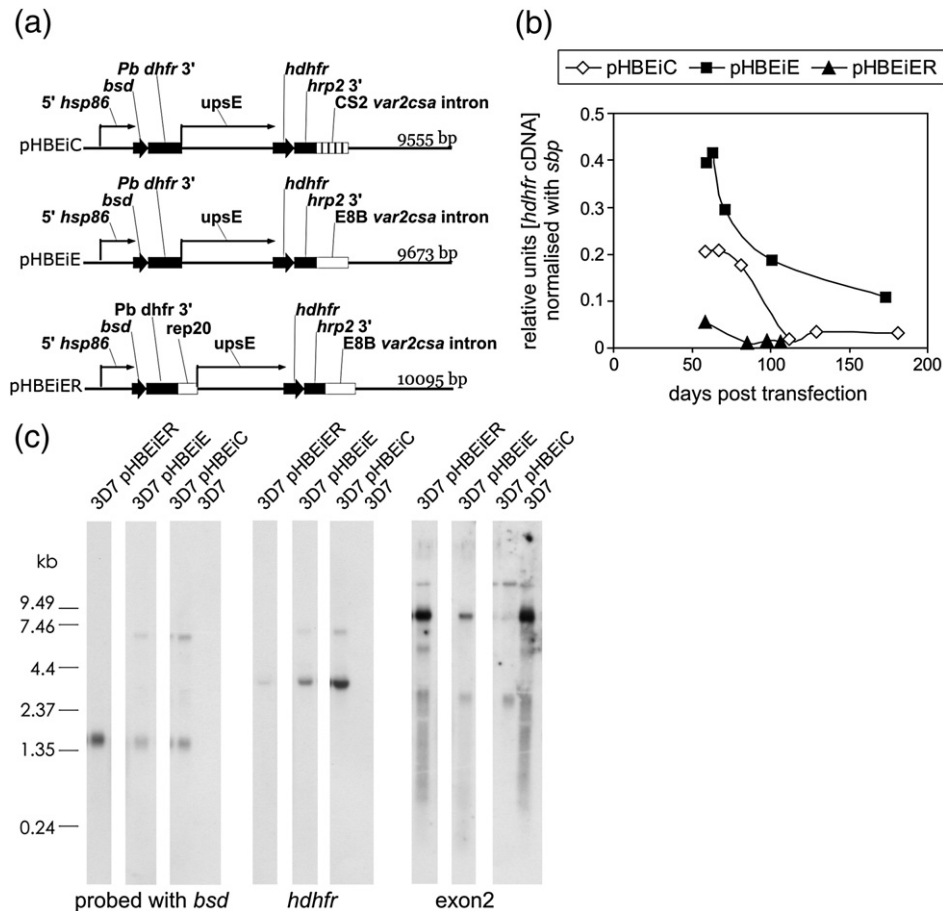 (a)
Pb dhfr 3'
bsd
5' hsp86
upsE
hdhfr
hrp2 3'
CS2 var2csa intron
pHBEiC
9555 bp
Pb dhfr 3'
bsd
5' hsp86
upsE
hdhfr
hrp2 3'
E8B var2csa intron
pHBEiE
9673 bp
Pb dhfr 3'
bsd
rep20
5' hsp86
upsE
hdhfr
hrp2 3'
E8B var2csa intron
pHBEiER
10095 bp
(b)
pHBEiC pHBEiE pHBEiER
relative units [hdhfr cDNA]
normalised with sbp
0.5
0.4
0.3
0.2
0.1
0
0 50 100 150 200
days post transfection
(c)
3D7 pHBEiER
3D7 pHBEiE
3D7 pHBEiC
3D7
3D7 pHBEiER
3D7 pHBEiE
3D7 pHBEiC
3D7
3D7 pHBEiER
3D7 pHBEiE
3D7 pHBEiC
3D7
kb
9.49
7.46
4.4
2.37
1.35
0.24
probed with bsd
hdhfr
exon2